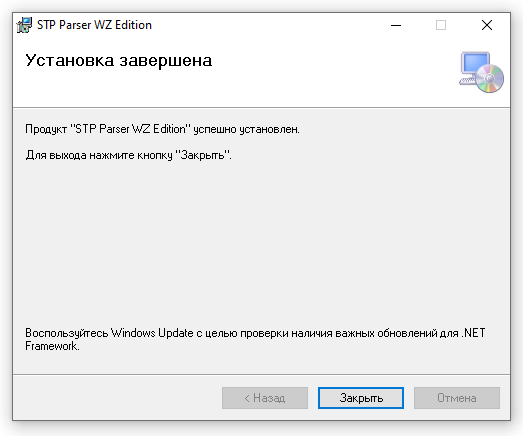 STP Parser WZ Edition
Установка завершена
Продукт "STP Parser WZ Edition" успешно установлен.
Для выхода нажмите кнопку "Закрыть".
Воспользуйтесь Windows Update с целью проверки наличия важных обновлений для .NET
Framework.
< Назад
Закрыть
Отмена